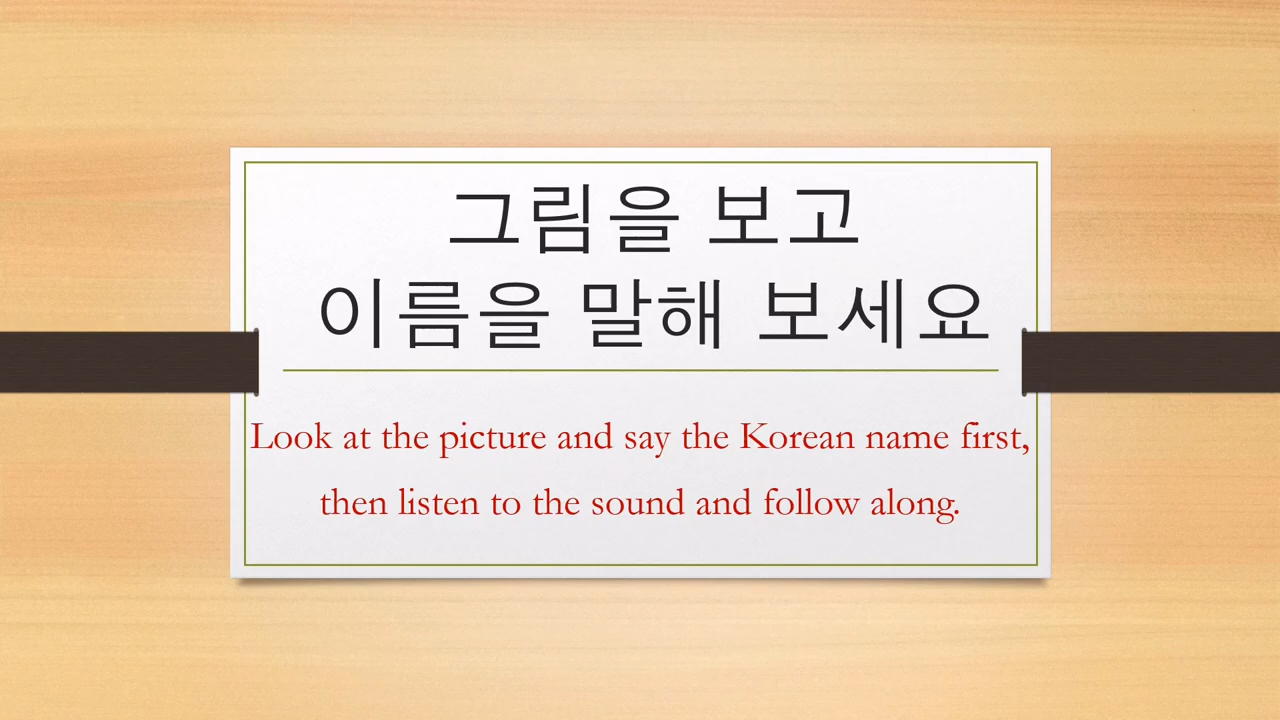 그림을 보고
이름을 말해 보세요
Look at the picture and say the Korean name first,
then listen to the sound and follow along.